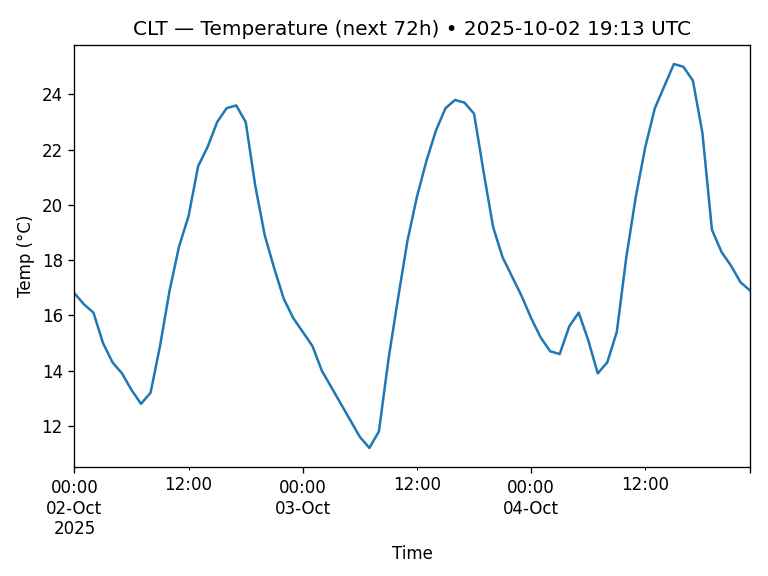 CLT — Temperature (next 72h) • 2025-10-02 19:13 UTC
Temp (°C)
24
22
20
18
16
14
12
00:00 12:00 00:00 12:00 00:00 12:00
02-Oct 03-Oct 04-Oct
2025
Time